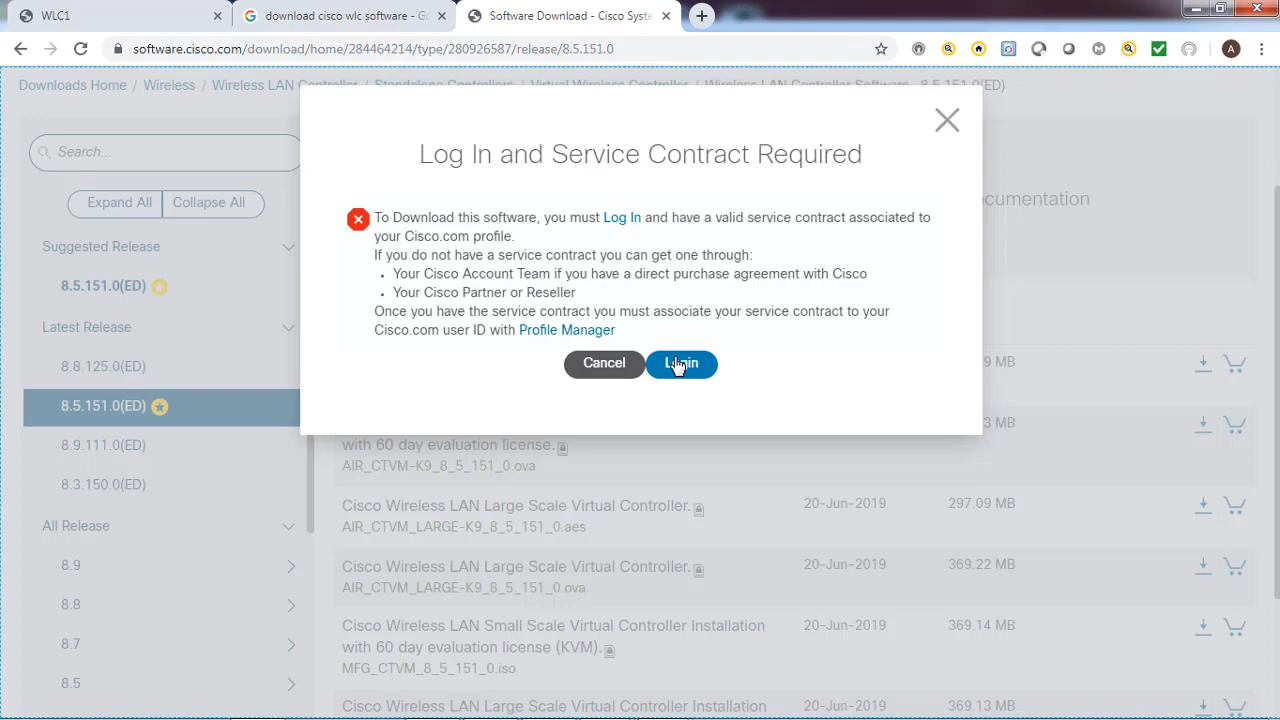 WLC1
download cisco wlc software - Go
Software Download - Cisco Syste
software.cisco.com/download/home/284464214/type/280926587/release/8.5.151.0
A
Downloads Home / Wireless / Wireless LAN Controller / Standalone Controllers / Virtual Wireless Controller / Wireless LAN Controller Software - 8.5.151.0(ED)
Search...
Expand All
Collapse All
Suggested Release
8.5.151.0(ED)
Latest Release
8.8.125.0(ED)
8.5.151.0(ED)
8.9.111.0(ED)
8.3.150.0(ED)
All Release
8.9
8.8
8.7
8.5
Log In and Service Contract Required
To Download this software, you must Log In and have a valid service contract associated to
your Cisco.com profile.
If you do not have a service contract you can get one through:
• Your Cisco Account Team if you have a direct purchase agreement with Cisco
• Your Cisco Partner or Reseller
Once you have the service contract you must associate your service contract to your
Cisco.com user ID with Profile Manager
Cancel
Login
ocumentation
9 MB
3 MB
with 60 day evaluation license.
AIR_CTVM-K9_8_5_151_0.ova
Cisco Wireless LAN Large Scale Virtual Controller. 20-Jun-2019 297.09 MB
AIR_CTVM_LARGE-K9_8_5_151_0.aes
Cisco Wireless LAN Large Scale Virtual Controller. 20-Jun-2019 369.22 MB
AIR_CTVM_LARGE-K9_8_5_151_0.ova
Cisco Wireless LAN Small Scale Virtual Controller Installation 20-Jun-2019 369.14 MB
with 60 day evaluation license (KVM).
MFG_CTVM_8_5_151_0.iso
Cisco Wireless LAN Large Scale Virtual Controller Installation 20-Jun-2019 369.13 MB